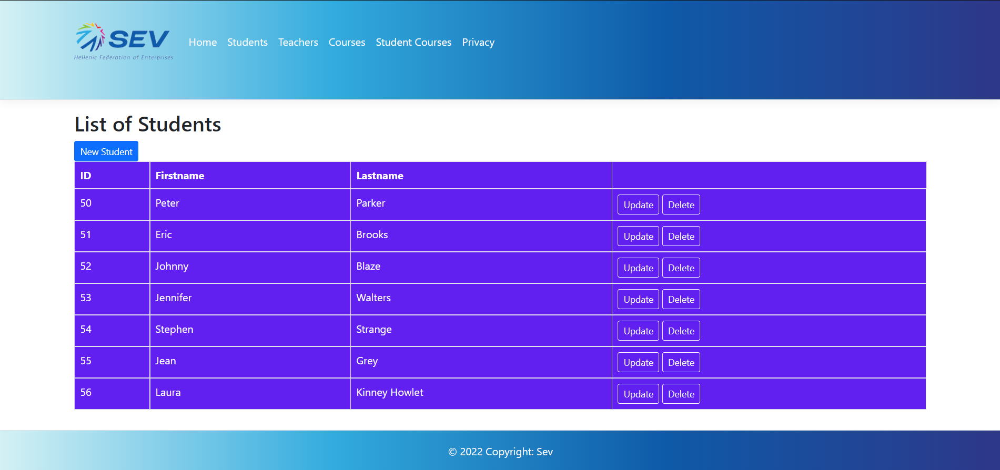 SEV
Hellenic Federation of Enterprises
Home Students Teachers Courses Student Courses Privacy
List of Students
New Student
ID Firstname Lastname
50 Peter Parker Update Delete
51 Eric Brooks Update Delete
52 Johnny Blaze Update Delete
53 Jennifer Walters Update Delete
54 Stephen Strange Update Delete
55 Jean Grey Update Delete
56 Laura Kinney Howlet Update Delete
© 2022 Copyright: Sev